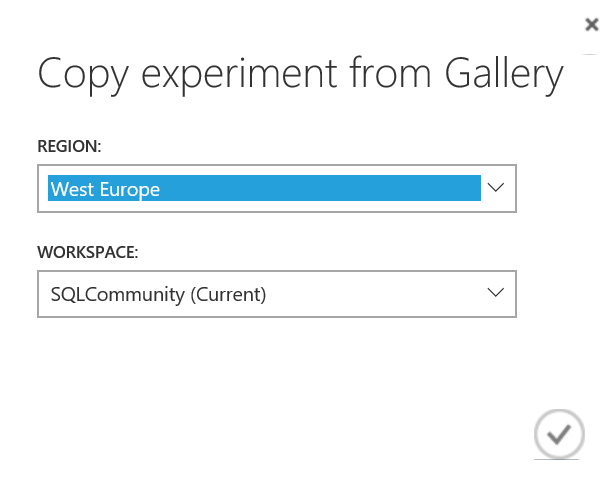 Copy experiment from Gallery
REGION:
West Europe
WORKSPACE:
SQLCommunity (Current)